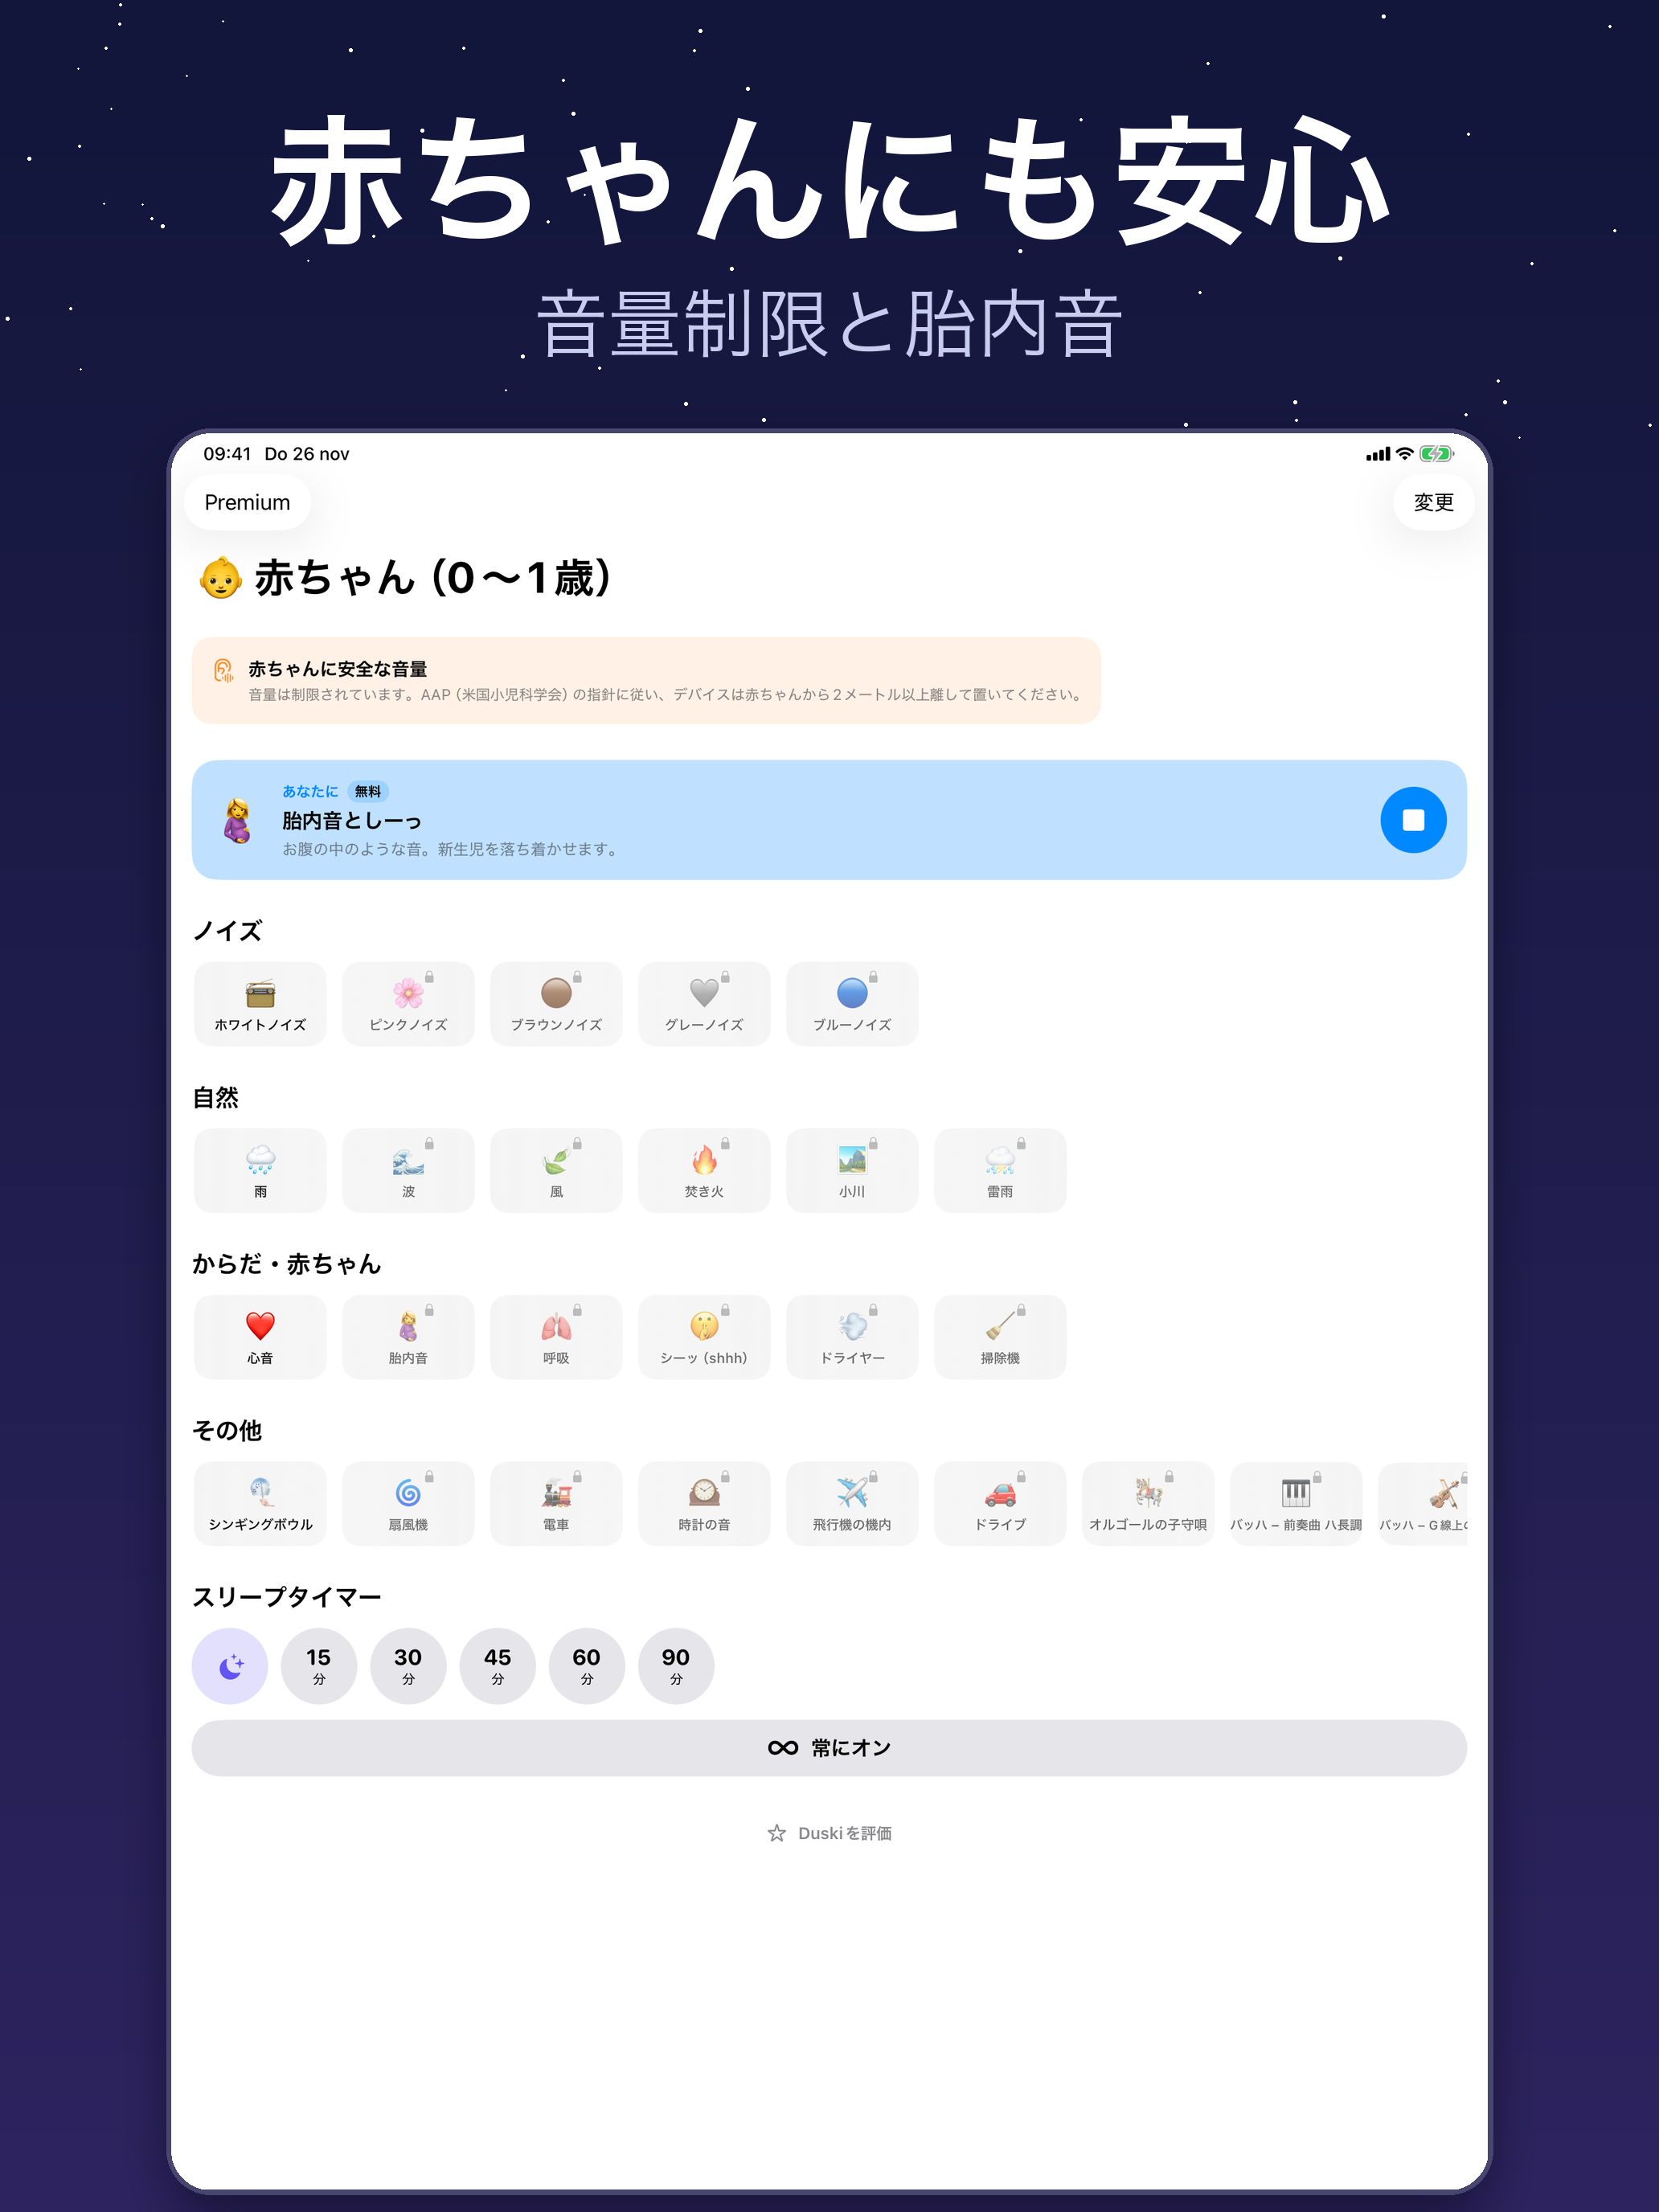 赤ちゃんにも安心
音量制限と胎内音
09:41 Do 26 nov
Premium
変更
赤ちゃん（0〜1歳）
赤ちゃんに安全な音量
音量は制限されています。AAP（米国小児科学会）の指針に従い、デバイスは赤ちゃんから2メートル以上離して置いてください。
あなたに 無料
胎内音としーっ
お腹の中のような音。新生児を落ち着かせます。
ノイズ
ホワイトノイズ ピンクノイズ ブラウンノイズ グレーノイズ ブルーノイズ
自然
雨 波 風 焚き火 小川 雷雨
からだ・赤ちゃん
心音 胎内音 呼吸 シーッ（shhh） ドライヤー 掃除機
その他
シンギングボウル 扇風機 電車 時計の音 飛行機の機内 ドライブ オルゴールの子守唄 バッハ – 前奏曲 ハ長調 バッハ – G線上
スリープタイマー
15 30 45 60 90
分 分 分 分 分
常にオン
Duskiを評価